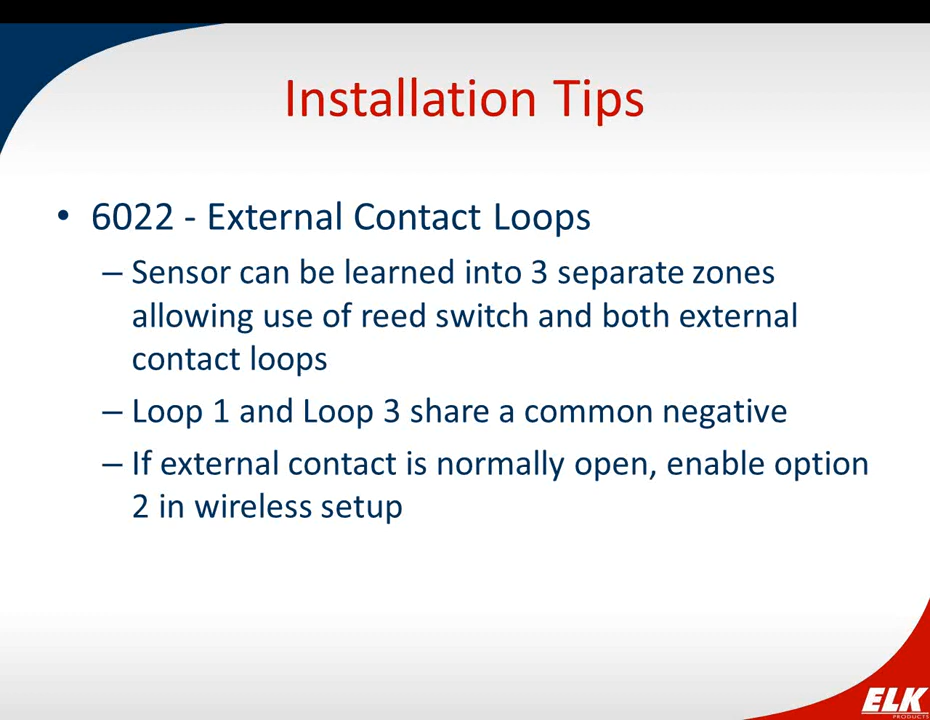 Installation Tips
• 6022 - External Contact Loops
– Sensor can be learned into 3 separate zones
allowing use of reed switch and both external
contact loops
– Loop 1 and Loop 3 share a common negative
– If external contact is normally open, enable option
2 in wireless setup
ELK
PRODUCTS